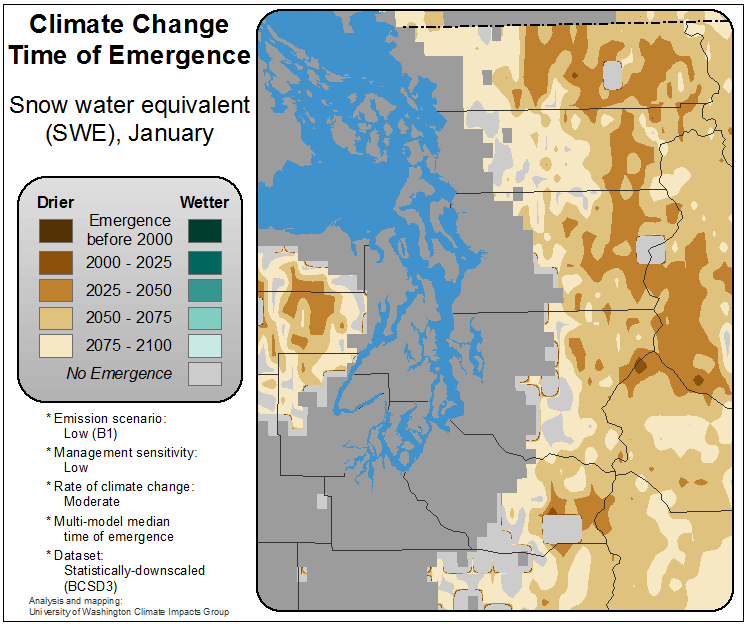 Climate Change
Time of Emergence
Snow water equivalent
(SWE), January
Drier
Wetter
Emergence
before 2000
2000 - 2025
2025 - 2050
2050 - 2075
2075 - 2100
No Emergence
* Emission scenario:
Low (B1)
* Management sensitivity:
Low
* Rate of climate change:
Moderate
* Multi-model median
time of emergence
* Dataset:
Statistically-downscaled
(BCSD3)
Analysis and mapping:
University of Washington Climate Impacts Group